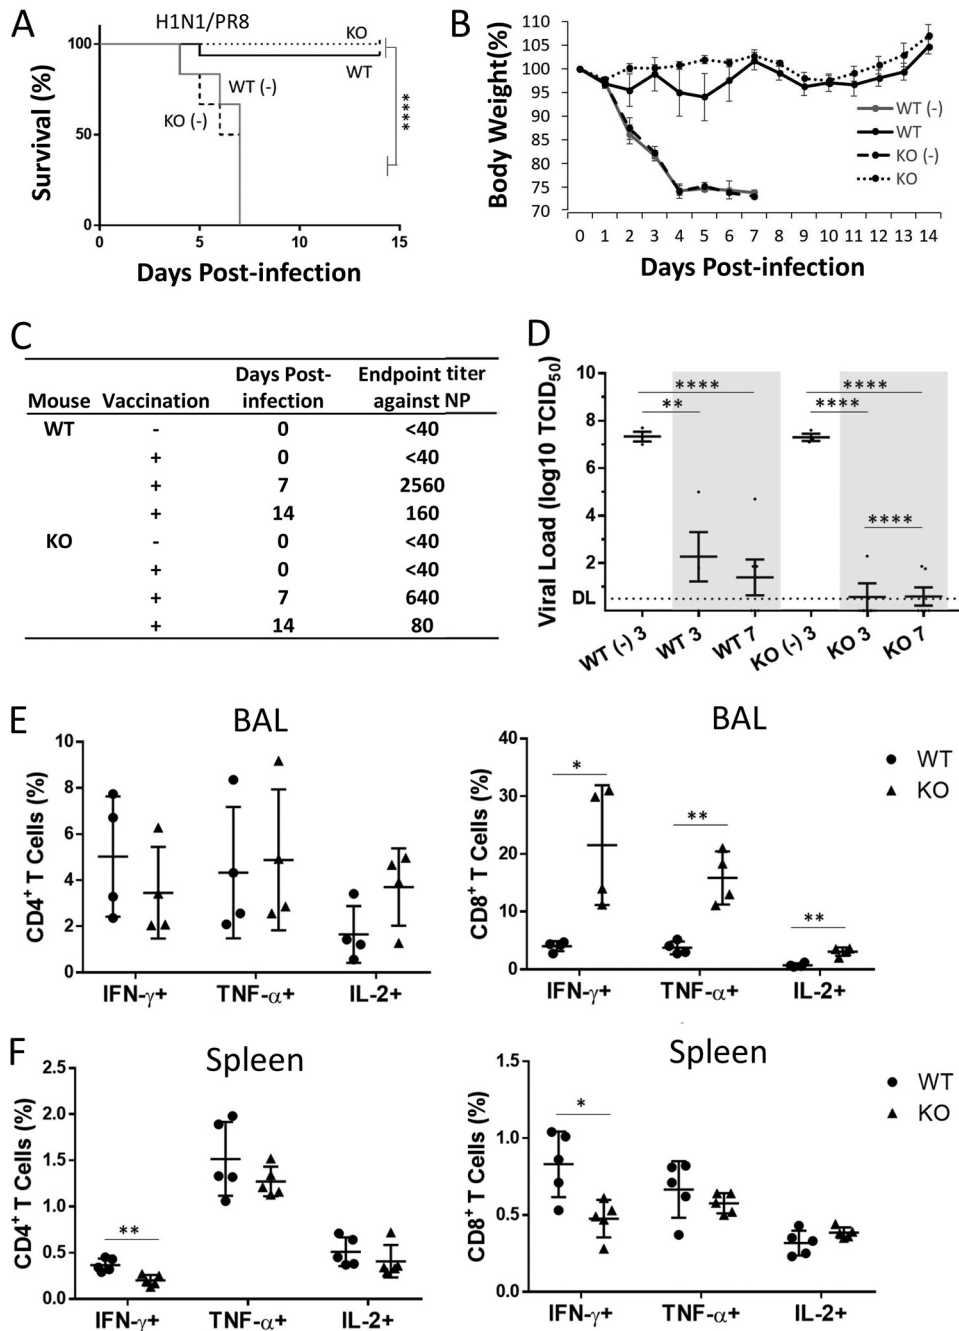 A
H1N1/PR8
Survival (%)
100
50
0
KO
WT
WT (-)
KO (-)
****
0 5 10 15
Days Post-infection
B
Body Weight(%)
110
105
100
95
90
85
80
75
70
WT (-)
WT
KO (-)
KO
0 1 2 3 4 5 6 7 8 9 10 11 12 13 14
Days Post-infection
C
Mouse Vaccination Days Post-infection Endpoint titer against NP
WT - 0 <40
+ 0 <40
+ 7 2560
+ 14 160
KO - 0 <40
+ 0 <40
+ 7 640
+ 14 80
D
Viral Load (log10 TCID50)
10
8
6
4
2
DL
0
**** ****
** ****
****
WT (-) 3 WT 3 WT 7 KO (-) 3 KO 3 KO 7
E
BAL
CD4+ T Cells (%)
10
8
6
4
2
0
IFN-γ+ TNF-α+ IL-2+
BAL
CD8+ T Cells (%)
40
30
20
10
0
*
**
**
IFN-γ+ TNF-α+ IL-2+
WT
KO
F
Spleen
CD4+ T Cells (%)
2.5
2.0
1.5
1.0
0.5
0.0
**
IFN-γ+ TNF-α+ IL-2+
Spleen
CD8+ T Cells (%)
1.5
1.0
0.5
0.0
*
IFN-γ+ TNF-α+ IL-2+
WT
KO